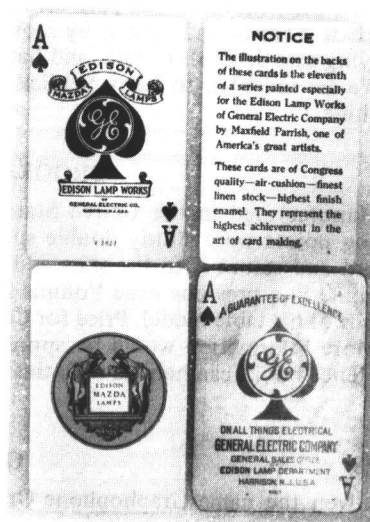 A
EDISON
MAZDA LAMPS
GE
EDISON LAMP WORKS
OF
GENERAL ELECTRIC CO.
HARRISON, N.J., U.S.A.
A
NOTICE
The illustration on the backs
of these cards is the eleventh
of a series painted especially
for the Edison Lamp Works
of General Electric Company
by Maxfield Parrish, one of
America's great artists.
These cards are of Congress
quality—air-cushion—finest
linen stock—highest finish
enamel. They represent the
highest achievement in the
art of card making.
EDISON
MAZDA
LAMPS
A
A GUARANTEE OF EXCELLENCE
GE
ON ALL THINGS ELECTRICAL
GENERAL ELECTRIC COMPANY
GENERAL SALES OFFICE
EDISON LAMP DEPARTMENT
HARRISON, N.J., U.S.A.
A